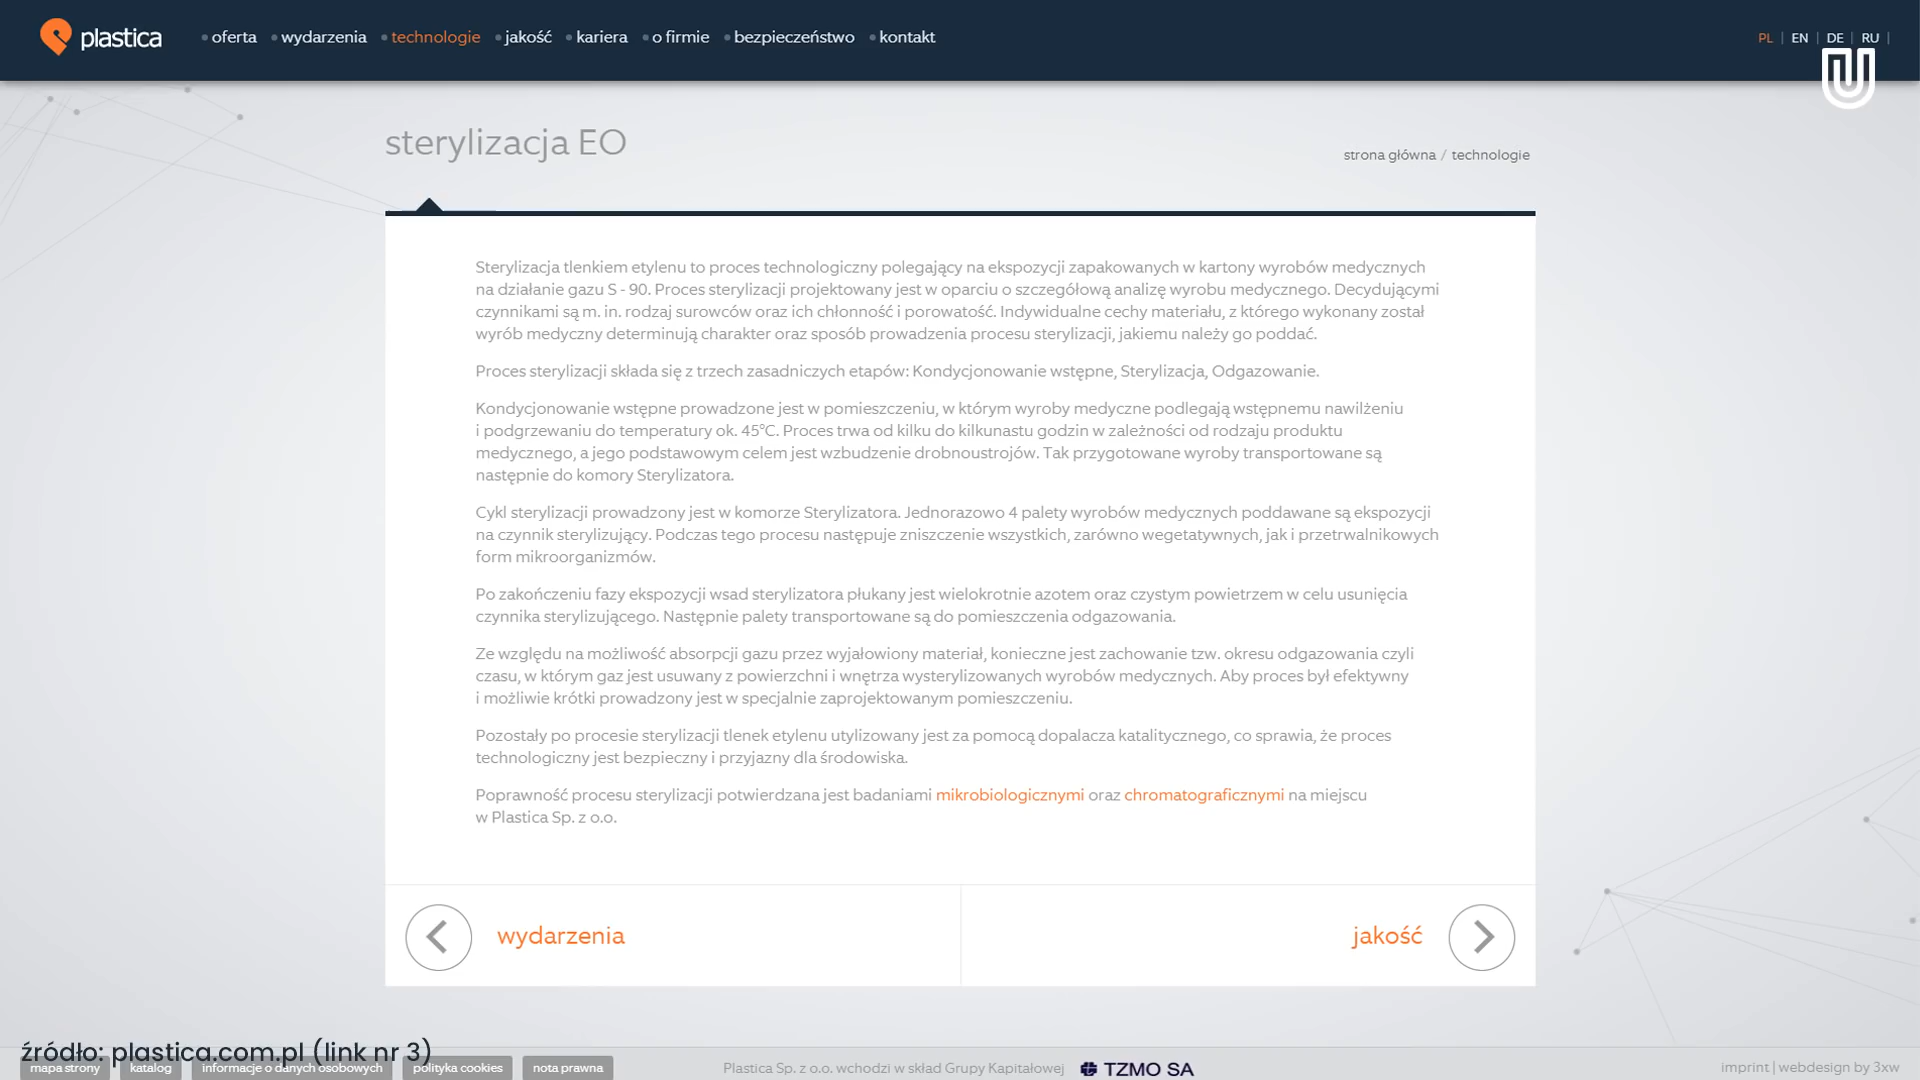 plastica
oferta wydarzenia technologie jakość kariera o firmie bezpieczeństwo kontakt
PL | EN | DE | RU |
sterylizacja EO
strona główna / technologie
Sterylizacja tlenkiem etylenu to proces technologiczny polegający na ekspozycji zapakowanych w kartony wyrobów medycznych
na działanie gazu S - 90. Proces sterylizacji projektowany jest w oparciu o szczegółową analizę wyrobu medycznego. Decydującymi
czynnikami są m. in. rodzaj surowców oraz ich chłonność i porowatość. Indywidualne cechy materiału, z którego wykonany został
wyrób medyczny determinują charakter oraz sposób prowadzenia procesu sterylizacji, jakiemu należy go poddać.
Proces sterylizacji składa się z trzech zasadniczych etapów: Kondycjonowanie wstępne, Sterylizacja, Odgazowanie.
Kondycjonowanie wstępne prowadzone jest w pomieszczeniu, w którym wyroby medyczne podlegają wstępnemu nawilżeniu
i podgrzewaniu do temperatury ok. 45°C. Proces trwa od kilku do kilkunastu godzin w zależności od rodzaju produktu
medycznego, a jego podstawowym celem jest wzbudzenie drobnoustrojów. Tak przygotowane wyroby transportowane są
następnie do komory Sterylizatora.
Cykl sterylizacji prowadzony jest w komorze Sterylizatora. Jednorazowo 4 palety wyrobów medycznych poddawane są ekspozycji
na czynnik sterylizujący. Podczas tego procesu następuje zniszczenie wszystkich, zarówno wegetatywnych, jak i przetrwalnikowych
form mikroorganizmów.
Po zakończeniu fazy ekspozycji wsad sterylizatora płukany jest wielokrotnie azotem oraz czystym powietrzem w celu usunięcia
czynnika sterylizującego. Następnie palety transportowane są do pomieszczenia odgazowania.
Ze względu na możliwość absorpcji gazu przez wyjałowiony materiał, konieczne jest zachowanie tzw. okresu odgazowania czyli
czasu, w którym gaz jest usuwany z powierzchni i wnętrza wysterylizowanych wyrobów medycznych. Aby proces był efektywny
i możliwie krótki prowadzony jest w specjalnie zaprojektowanym pomieszczeniu.
Pozostały po procesie sterylizacji tlenek etylenu utylizowany jest za pomocą dopalacza katalitycznego, co sprawia, że proces
technologiczny jest bezpieczny i przyjazny dla środowiska.
Poprawność procesu sterylizacji potwierdzana jest badaniami mikrobiologicznymi oraz chromatograficznymi na miejscu
w Plastica Sp. z o.o.
wydarzenia
jakość
źródło: plastica.com.pl (link nr 3)
mapa strony katalog informacje o danych osobowych polityka cookies nota prawna
Plastica Sp. z o.o. wchodzi w skład Grupy Kapitałowej TZMO SA
imprint | webdesign by 3xw